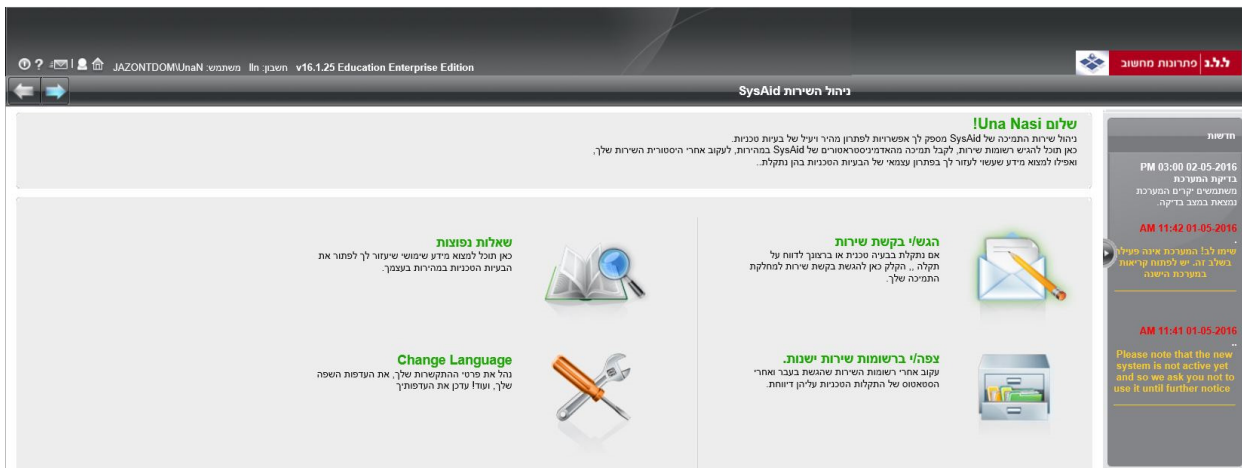 ל.ל.נ פתרונות מחשוב
v16.1.25 Education Enterprise Edition חשבון: lln משתמש: JAZONTDOM\UnaN
ניהול השירות SysAid
חדשות
PM 03:00 02-05-2016
בדיקת המערכת
משתמשים יקרים המערכת
נמצאת במצב בדיקה.
AM 11:42 01-05-2016
.
שימו לב! המערכת אינה פעילה
בשלב זה. יש לפתוח קריאות
במערכת הישנה
AM 11:41 01-05-2016
..
Please note that the new
system is not active yet
and so we ask you not to
use it until further notice
שלום Una Nasi!
ניהול שירות התמיכה של SysAid מספק לך אפשרויות לפתרון מהיר ויעיל של בעיות טכניות.
כאן תוכל להגיש רשומות שירות, לקבל תמיכה מהאדמיניסטראטורים של SysAid במהירות, לעקוב אחרי היסטורית השירות שלך,
ואפילו למצוא מידע שעשוי לעזור לך בפתרון עצמאי של הבעיות הטכניות בהן נתקלת..
הגש/י בקשת שירות
אם נתקלת בבעיה טכנית או ברצונך לדווח על
תקלה ,, הקלק כאן להגשת בקשת שירות למחלקת
התמיכה שלך.
שאלות נפוצות
כאן תוכל למצוא מידע שימושי שיעזור לך לפתור את
הבעיות הטכניות במהירות בעצמך.
צפה/י ברשומות שירות ישנות.
עקוב אחרי רשומות השירות שהגשת בעבר ואחרי
הסטאטוס של התקלות הטכניות עליהן דיווחת.
Change Language
נהל את פרטי ההתקשרות שלך, את העדפות השפה
שלך, ועוד! עדכן את העדפותיך